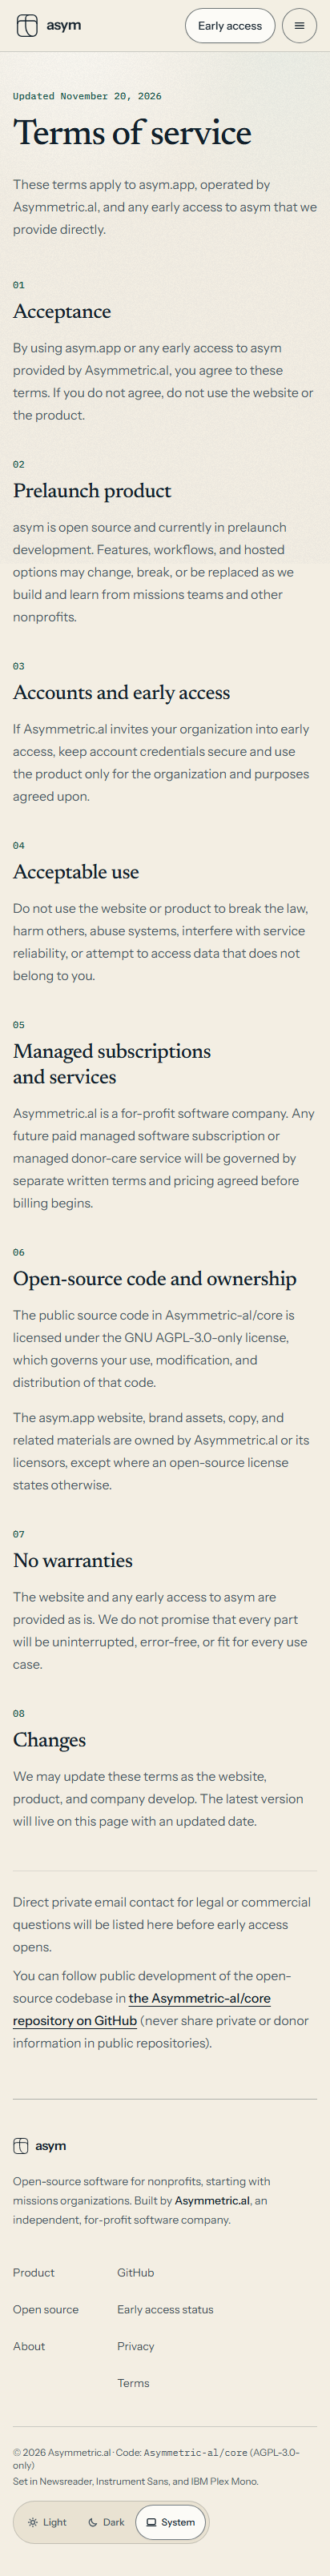 asym
Early access
Updated November 20, 2026
Terms of service
These terms apply to asym.app, operated by
Asymmetric.al, and any early access to asym that we
provide directly.
01
Acceptance
By using asym.app or any early access to asym
provided by Asymmetric.al, you agree to these
terms. If you do not agree, do not use the website or
the product.
02
Prelaunch product
asym is open source and currently in prelaunch
development. Features, workflows, and hosted
options may change, break, or be replaced as we
build and learn from missions teams and other
nonprofits.
03
Accounts and early access
If Asymmetric.al invites your organization into early
access, keep account credentials secure and use
the product only for the organization and purposes
agreed upon.
04
Acceptable use
Do not use the website or product to break the law,
harm others, abuse systems, interfere with service
reliability, or attempt to access data that does not
belong to you.
05
Managed subscriptions
and services
Asymmetric.al is a for-profit software company. Any
future paid managed software subscription or
managed donor-care service will be governed by
separate written terms and pricing agreed before
billing begins.
06
Open-source code and ownership
The public source code in Asymmetric-al/core is
licensed under the GNU AGPL-3.0-only license,
which governs your use, modification, and
distribution of that code.
The asym.app website, brand assets, copy, and
related materials are owned by Asymmetric.al or its
licensors, except where an open-source license
states otherwise.
07
No warranties
The website and any early access to asym are
provided as is. We do not promise that every part
will be uninterrupted, error-free, or fit for every use
case.
08
Changes
We may update these terms as the website,
product, and company develop. The latest version
will live on this page with an updated date.
Direct private email contact for legal or commercial
questions will be listed here before early access
opens.
You can follow public development of the open-
source codebase in the Asymmetric-al/core
repository on GitHub (never share private or donor
information in public repositories).
asym
Open-source software for nonprofits, starting with
missions organizations. Built by Asymmetric.al, an
independent, for-profit software company.
Product
GitHub
Open source
Early access status
About
Privacy
Terms
© 2026 Asymmetric.al · Code: Asymmetric-al/core (AGPL-3.0-
only)
Set in Newsreader, Instrument Sans, and IBM Plex Mono.
Light
Dark
System